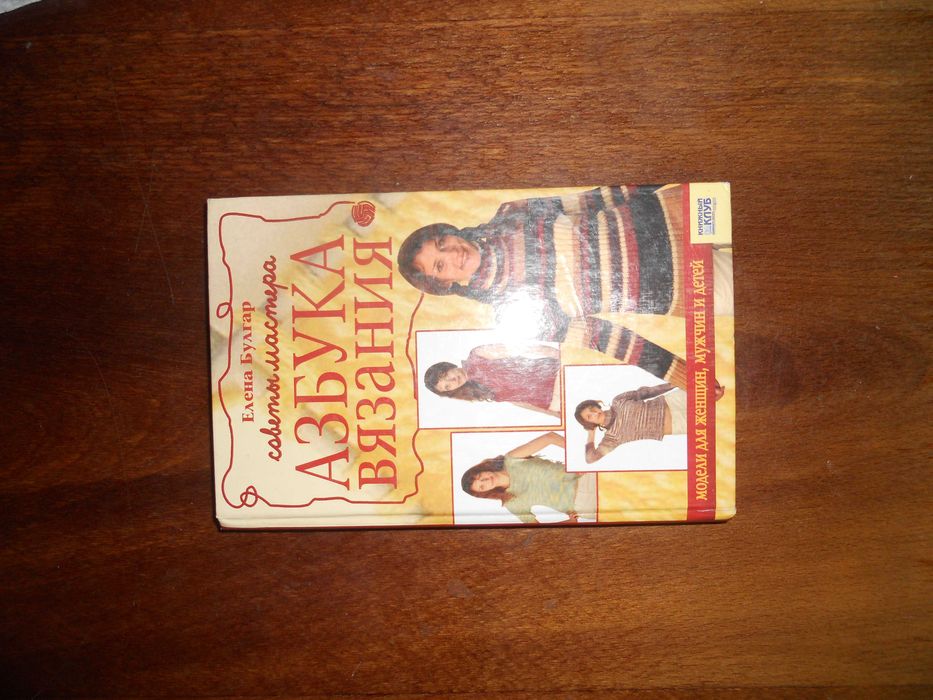 Елена Булгар
советы мастера
АЗБУКА
ВЯЗАНИЯ
КНИЖНЫЙ
КЛУБ
модели для женщин, мужчин и детей